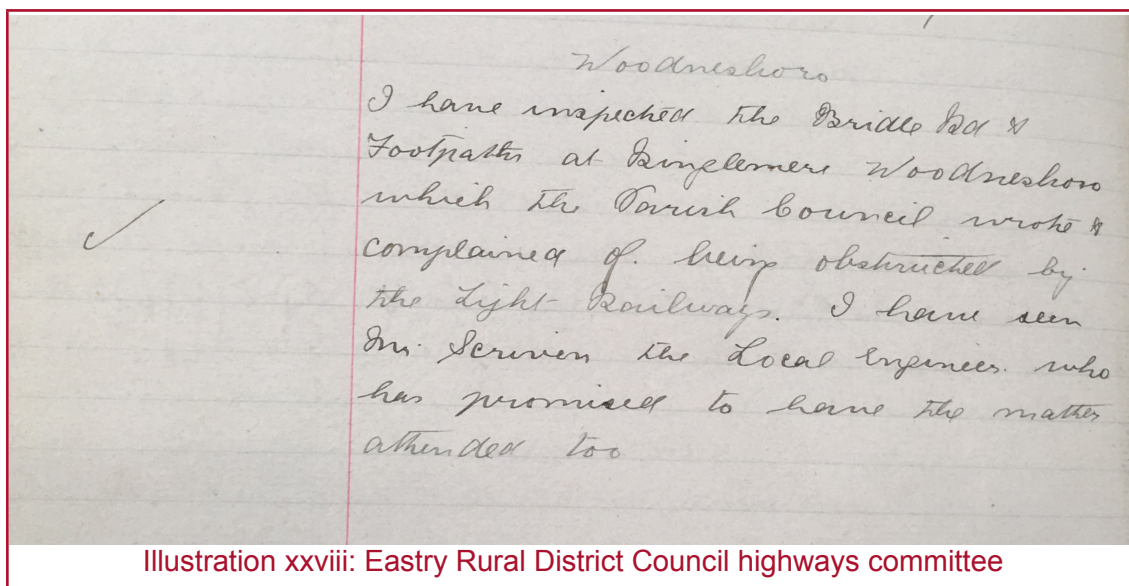 Woodnesboro
I have inspected the Bridle Rd &
Footpaths at Ringlemere Woodnesboro
which the Parish Council wrote &
complained of. being obstructed by
the Light Railways. I have seen
Mr. Scriven the Local Engineer. who
has promised to have the matter
attended too
Illustration xxviii: Eastry Rural District Council highways committee